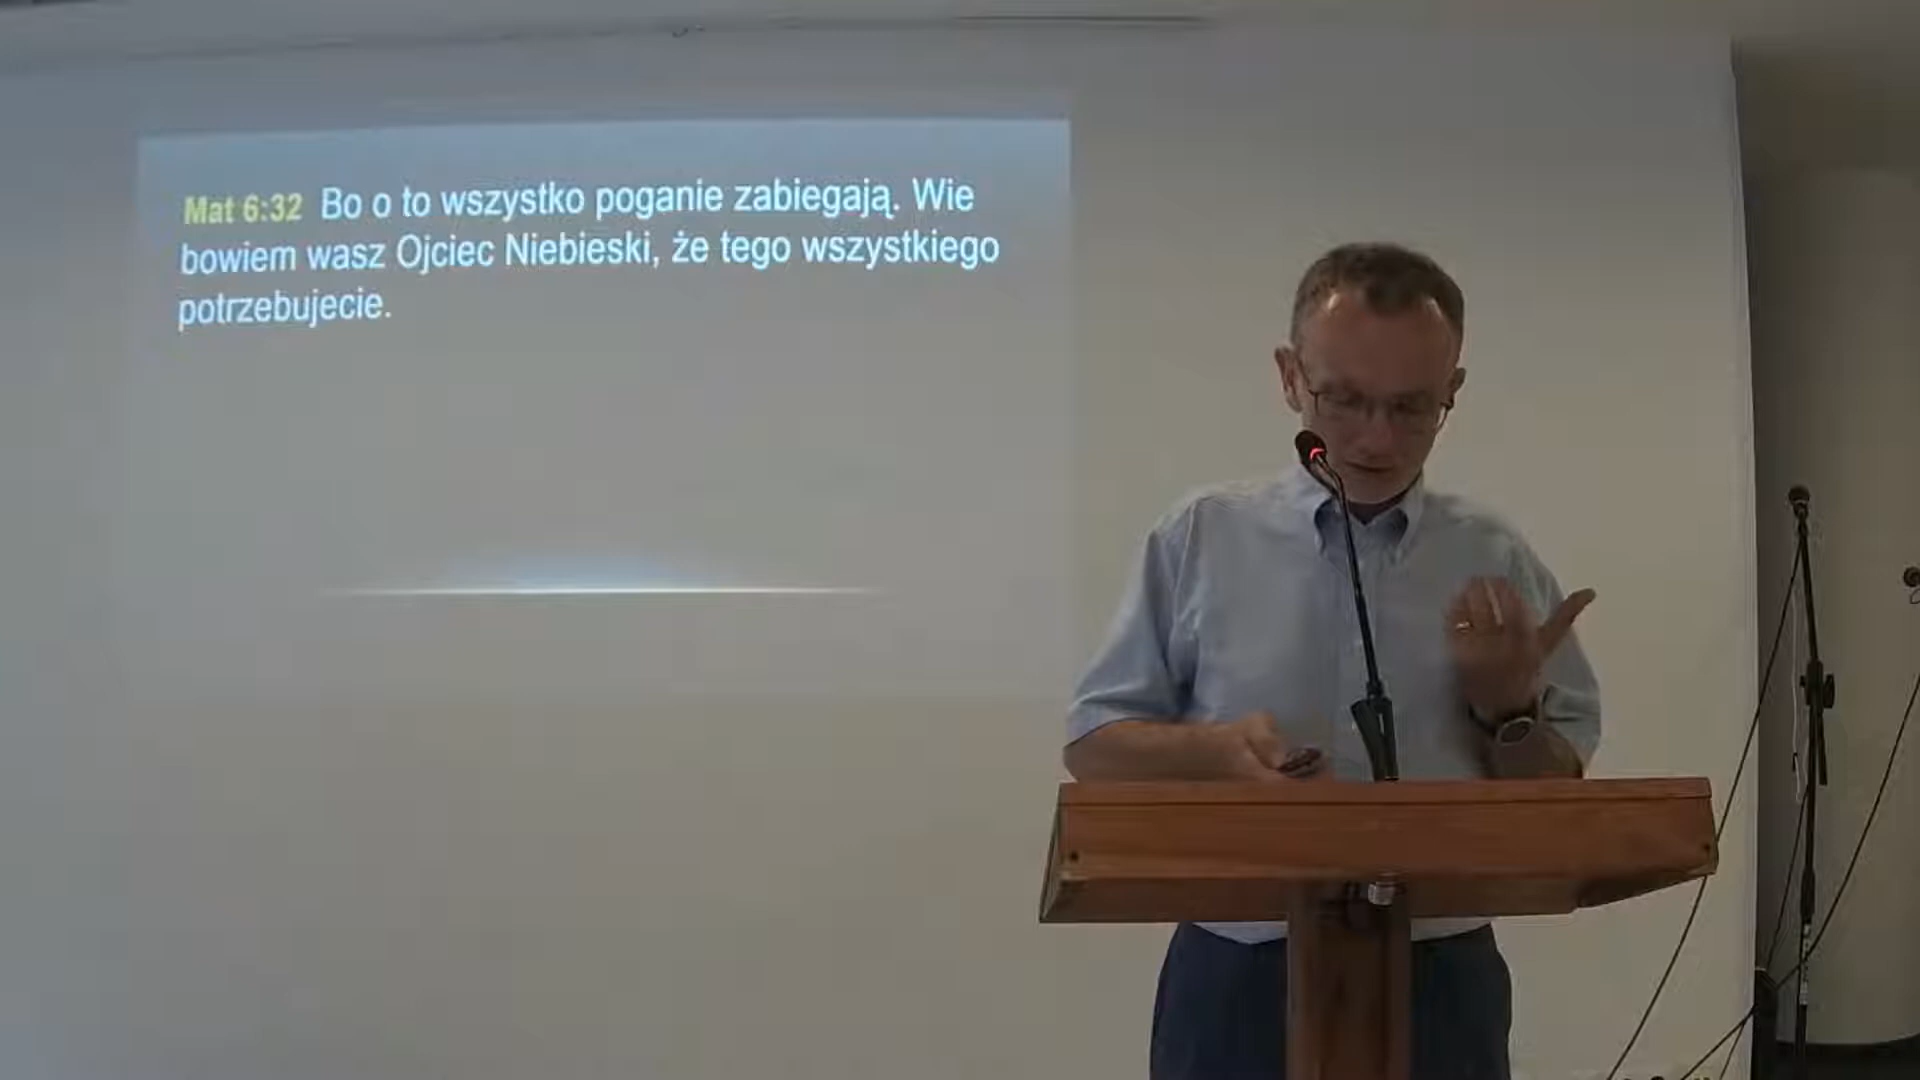 Mat 6:32 Bo o to wszystko poganie zabiegają. Wie
bowiem wasz Ojciec Niebieski, że tego wszystkiego
potrzebujecie.